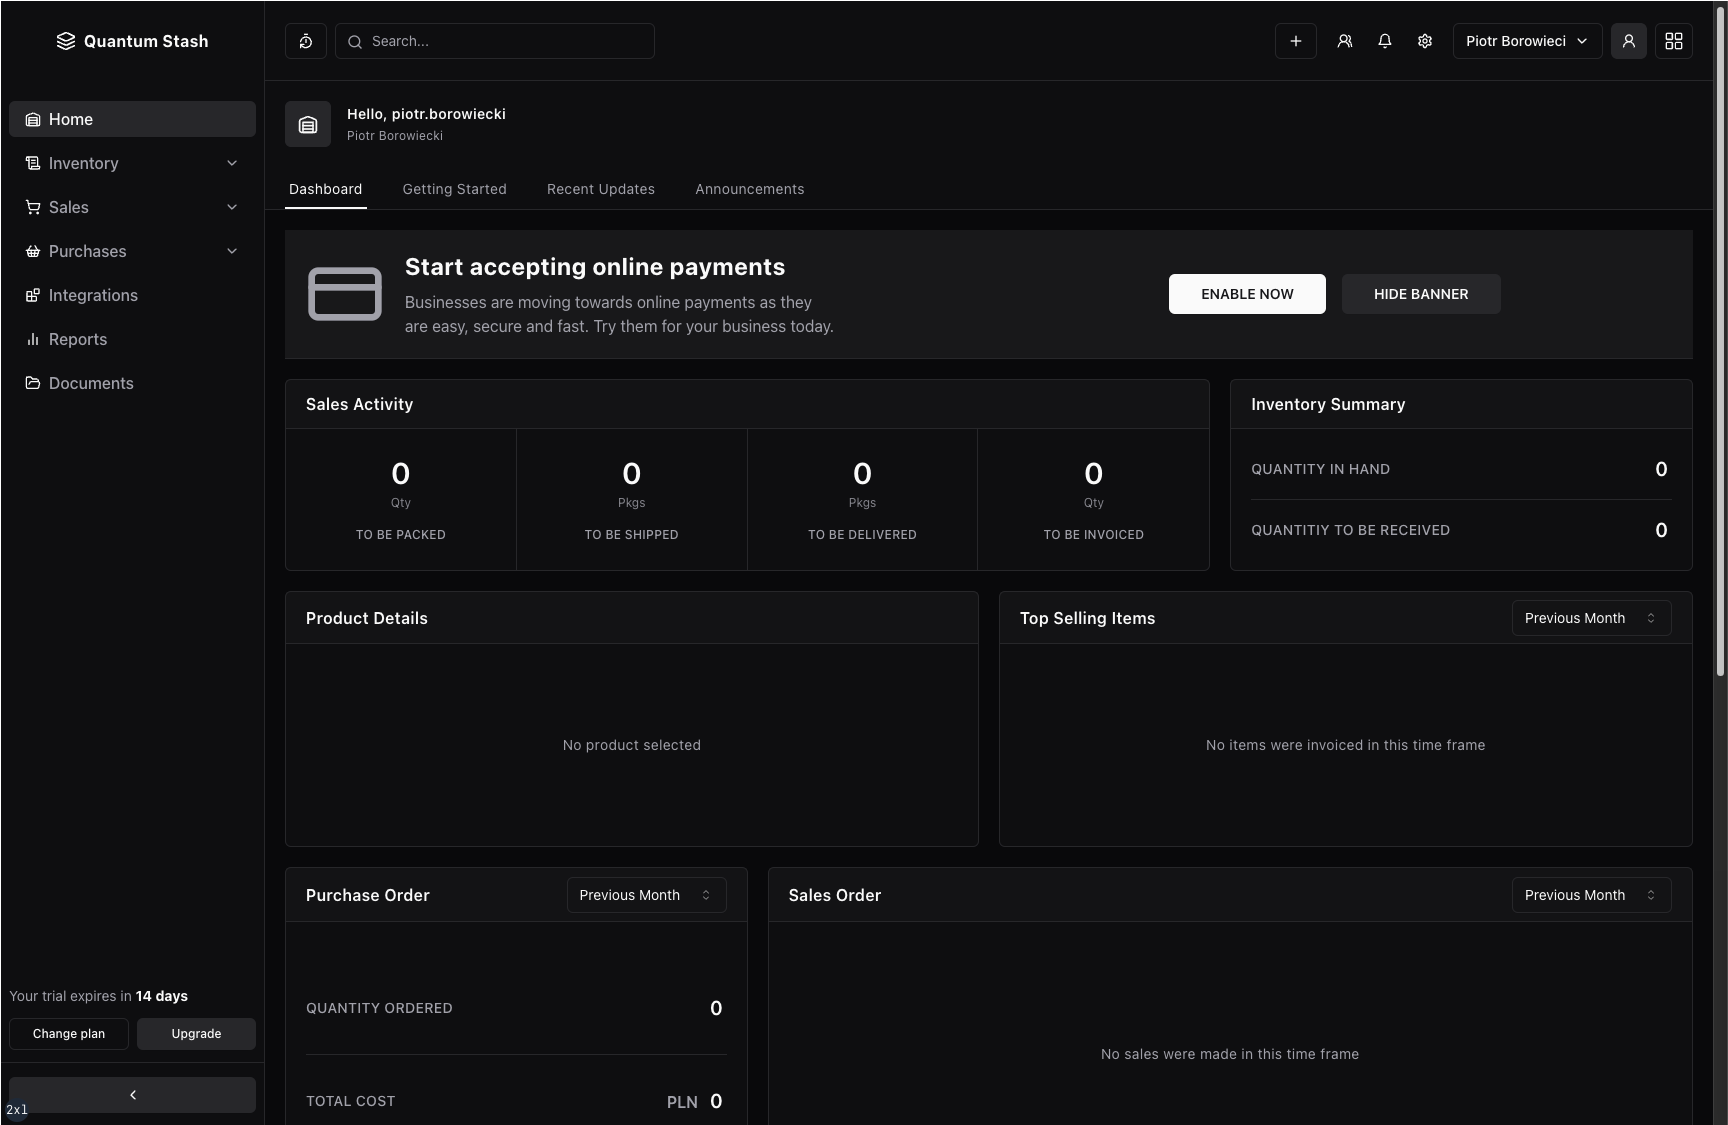 Quantum Stash
Home
Inventory
Sales
Purchases
Integrations
Reports
Documents
Your trial expires in 14 days
Change plan
Upgrade
2xl
Search...
Piotr Borowieci
Hello, piotr.borowiecki
Piotr Borowiecki
Dashboard
Getting Started
Recent Updates
Announcements
Start accepting online payments
Businesses are moving towards online payments as they
are easy, secure and fast. Try them for your business today.
ENABLE NOW
HIDE BANNER
Sales Activity
0
Qty
TO BE PACKED
0
Pkgs
TO BE SHIPPED
0
Pkgs
TO BE DELIVERED
0
Qty
TO BE INVOICED
Inventory Summary
QUANTITY IN HAND 0
QUANTITIY TO BE RECEIVED 0
Product Details
No product selected
Top Selling Items
Previous Month
No items were invoiced in this time frame
Purchase Order
Previous Month
QUANTITY ORDERED 0
TOTAL COST PLN 0
Sales Order
Previous Month
No sales were made in this time frame